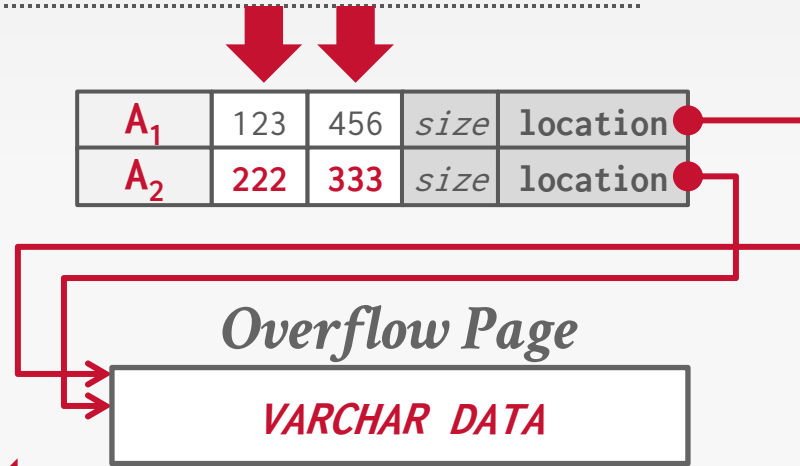 A₁ 123 456 size location
A₂ 222 333 size location
Overflow Page
VARCHAR DATA